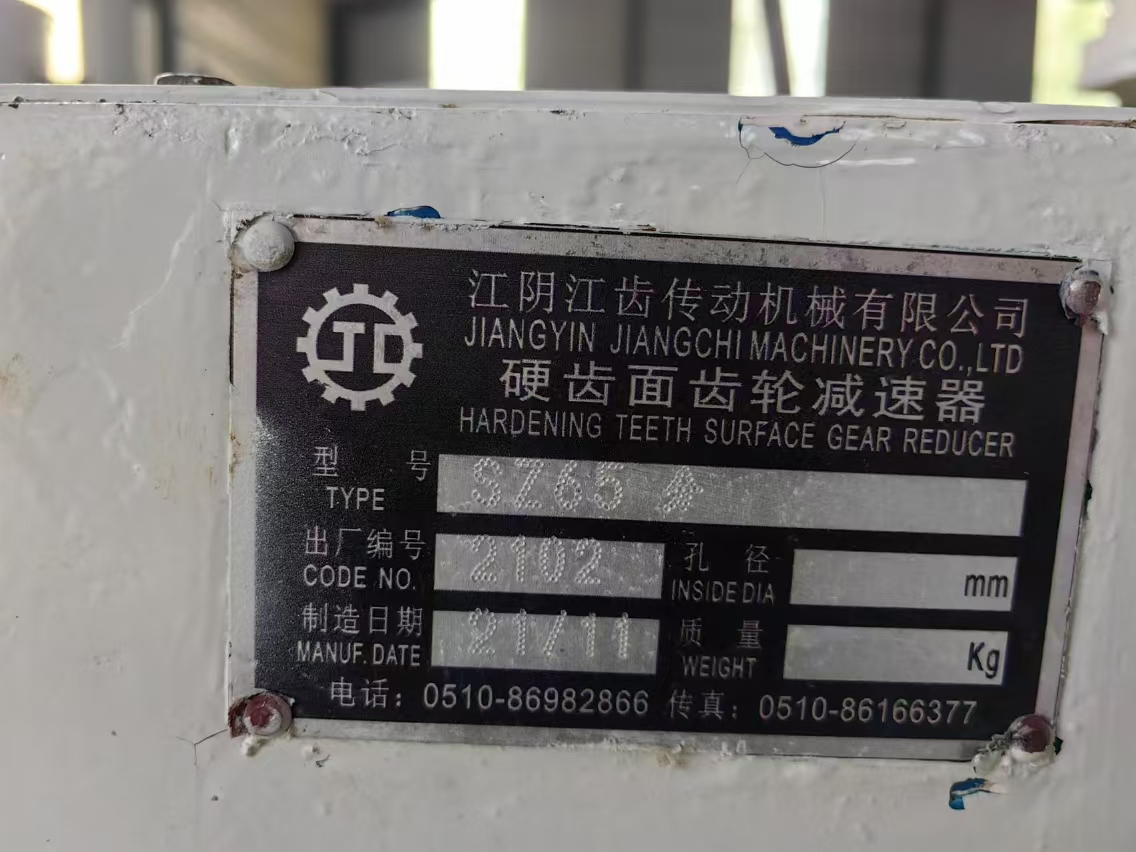 江阴江齿传动机械有限公司
JIANGYIN JIANGCHI MACHINERY CO.,LTD
硬齿面齿轮减速器
HARDENING TEETH SURFACE GEAR REDUCER
型 号 SZ65
TYPE
出厂编号 2102 孔 径 mm
CODE NO. INSIDE DIA
制造日期 21/11 质 量 Kg
MANUF. DATE WEIGHT
电话：0510-86982866 传真：0510-86166377